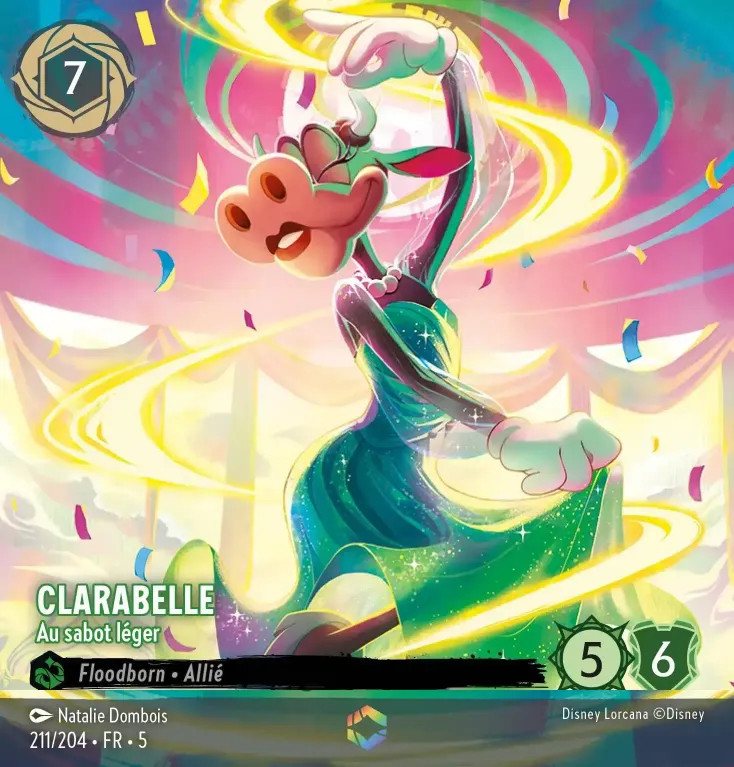 7
CLARABELLE
Au sabot léger
Floodborn • Allié
5
6
Natalie Dombois
Disney Lorcana ©Disney
211/204 • FR • 5